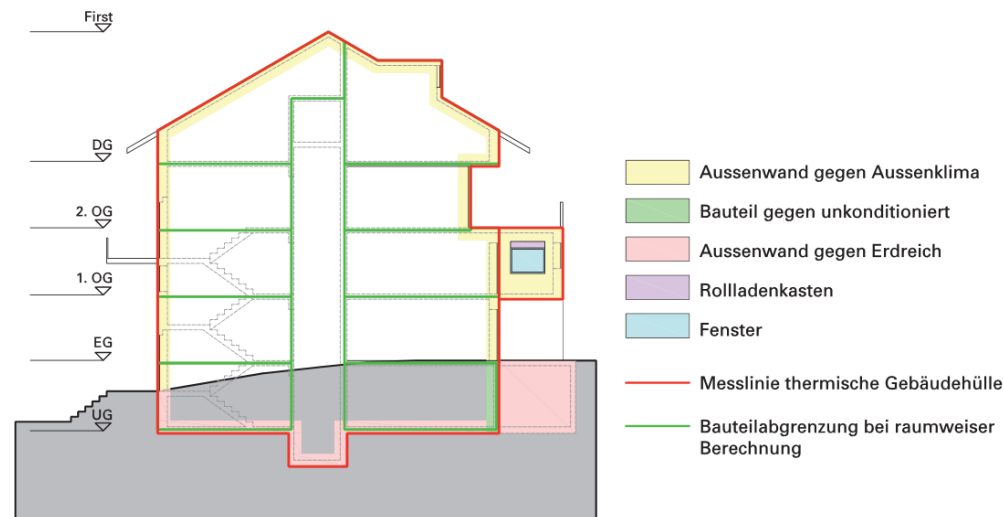 First
DG
2. OG
1. OG
EG
UG
Aussenwand gegen Aussenklima
Bauteil gegen unkonditioniert
Aussenwand gegen Erdreich
Rollladenkasten
Fenster
Messlinie thermische Gebäudehülle
Bauteilabgrenzung bei raumweiser
Berechnung